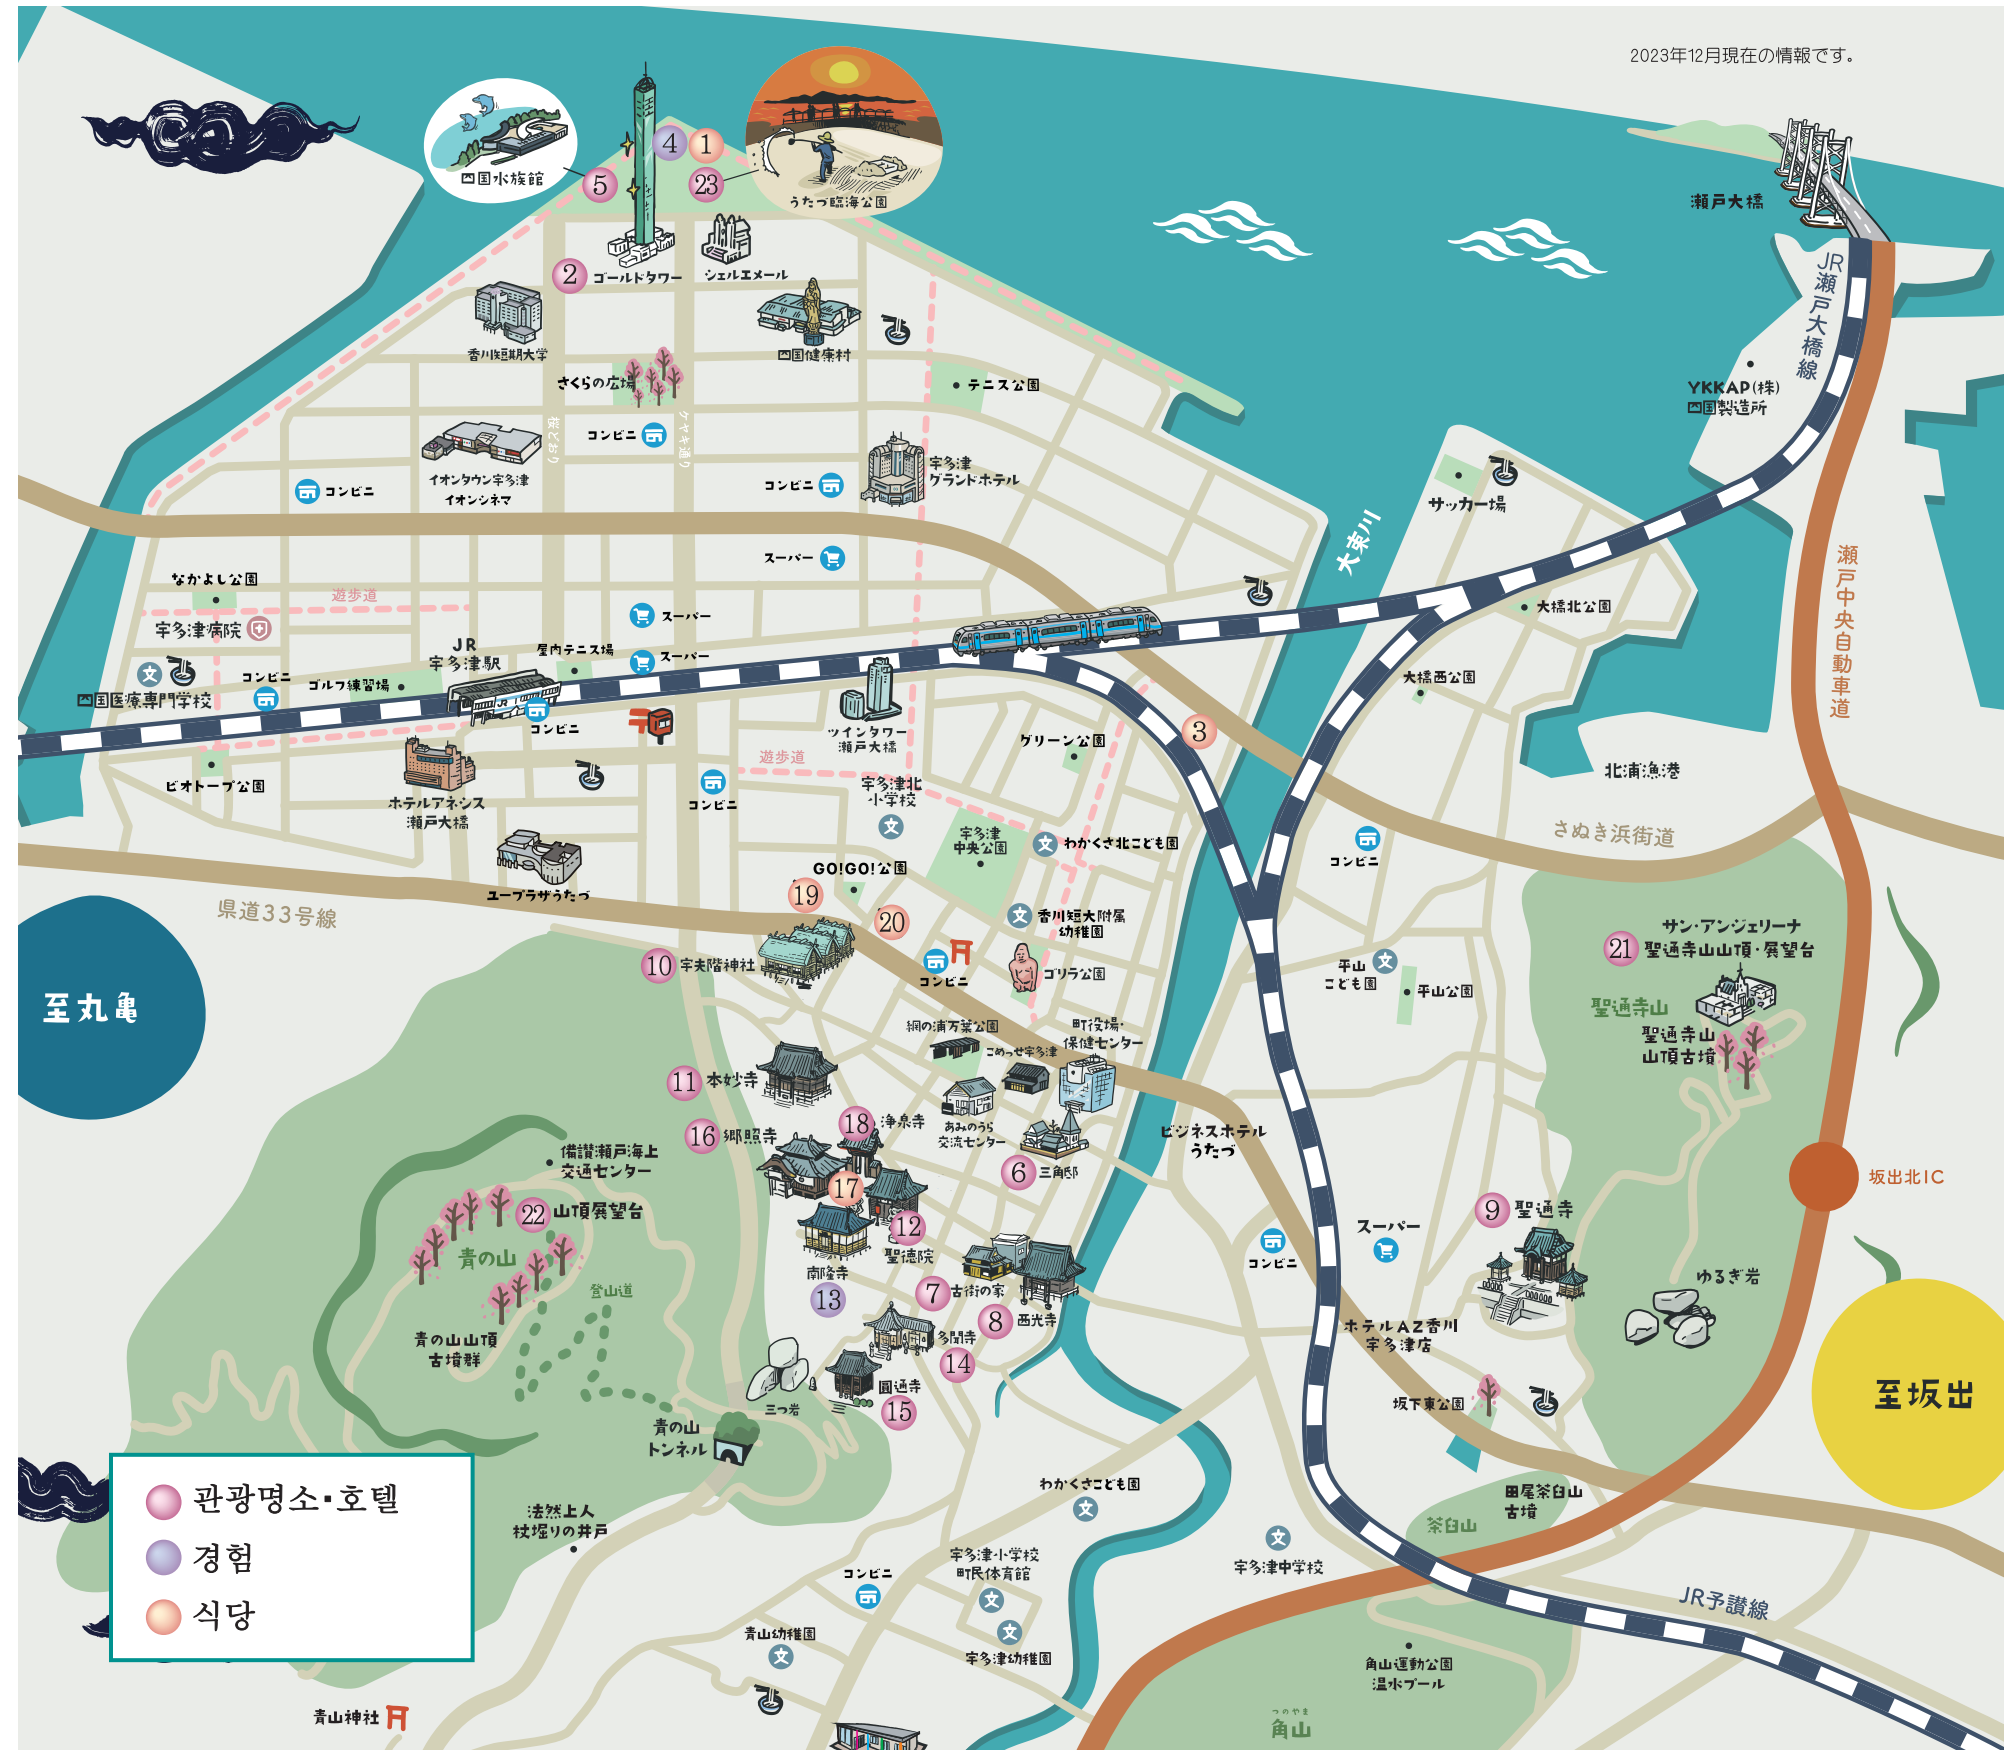 2023年12月現在の情報です。
四国水族館
5
4
1
23
うたづ臨海公園
瀬戸大橋
JR瀬戸大橋線
2
ゴールドタワー
シェルエメール
香川短期大学
四国健康村
さくらの広場
テニス公園
YKKAP(株)
四国製造所
桜どおり
ケヤキ通り
コンビニ
イオンタウン宇多津
イオンシネマ
コンビニ
コンビニ
宇多津
グランドホテル
サッカー場
大東川
スーパー
なかよし公園
遊歩道
宇多津病院
スーパー
大橋北公園
瀬戸中央自動車道
JR
宇多津駅
屋内テニス場
スーパー
コンビニ
ゴルフ練習場
四国医療専門学校
大橋西公園
コンビニ
ツインタワー
瀬戸大橋
3
グリーン公園
北浦漁港
遊歩道
ビオトープ公園
ホテルアネシス
瀬戸大橋
コンビニ
宇多津北
小学校
宇多津
中央公園
わかくさ北こども園
さぬき浜街道
コンビニ
GO!GO!公園
19
ユープラザうたづ
県道33号線
20
香川短大附属
幼稚園
サン・アンジェリーナ
21
聖通寺山山頂・展望台
10
宇夫階神社
コンビニ
ゴリラ公園
平山
こども園
平山公園
聖通寺山
聖通寺山
山頂古墳
至丸亀
網の浦万葉公園
こめっせ宇多津
町役場・
保健センター
11
本妙寺
16
郷照寺
18
浄泉寺
あみのうら
交流センター
ビジネスホテル
うたづ
備讃瀬戸海上
交通センター
6
三角邸
17
坂出北IC
22
山頂展望台
12
聖徳院
9
聖通寺
スーパー
青の山
コンビニ
南隆寺
13
7
古街の家
登山道
8
西光寺
ゆるぎ岩
青の山山頂
古墳群
多聞寺
14
ホテルAZ香川
宇多津店
圓通寺
15
三つ岩
坂下東公園
至坂出
青の山
トンネル
관광명소·호텔
경험
식당
わかくさこども園
田尾茶臼山
古墳
茶臼山
法然上人
杖堀りの井戸
宇多津小学校
町民体育館
宇多津中学校
コンビニ
JR予讃線
青山幼稚園
宇多津幼稚園
角山運動公園
温水プール
青山神社
つのやま
角山